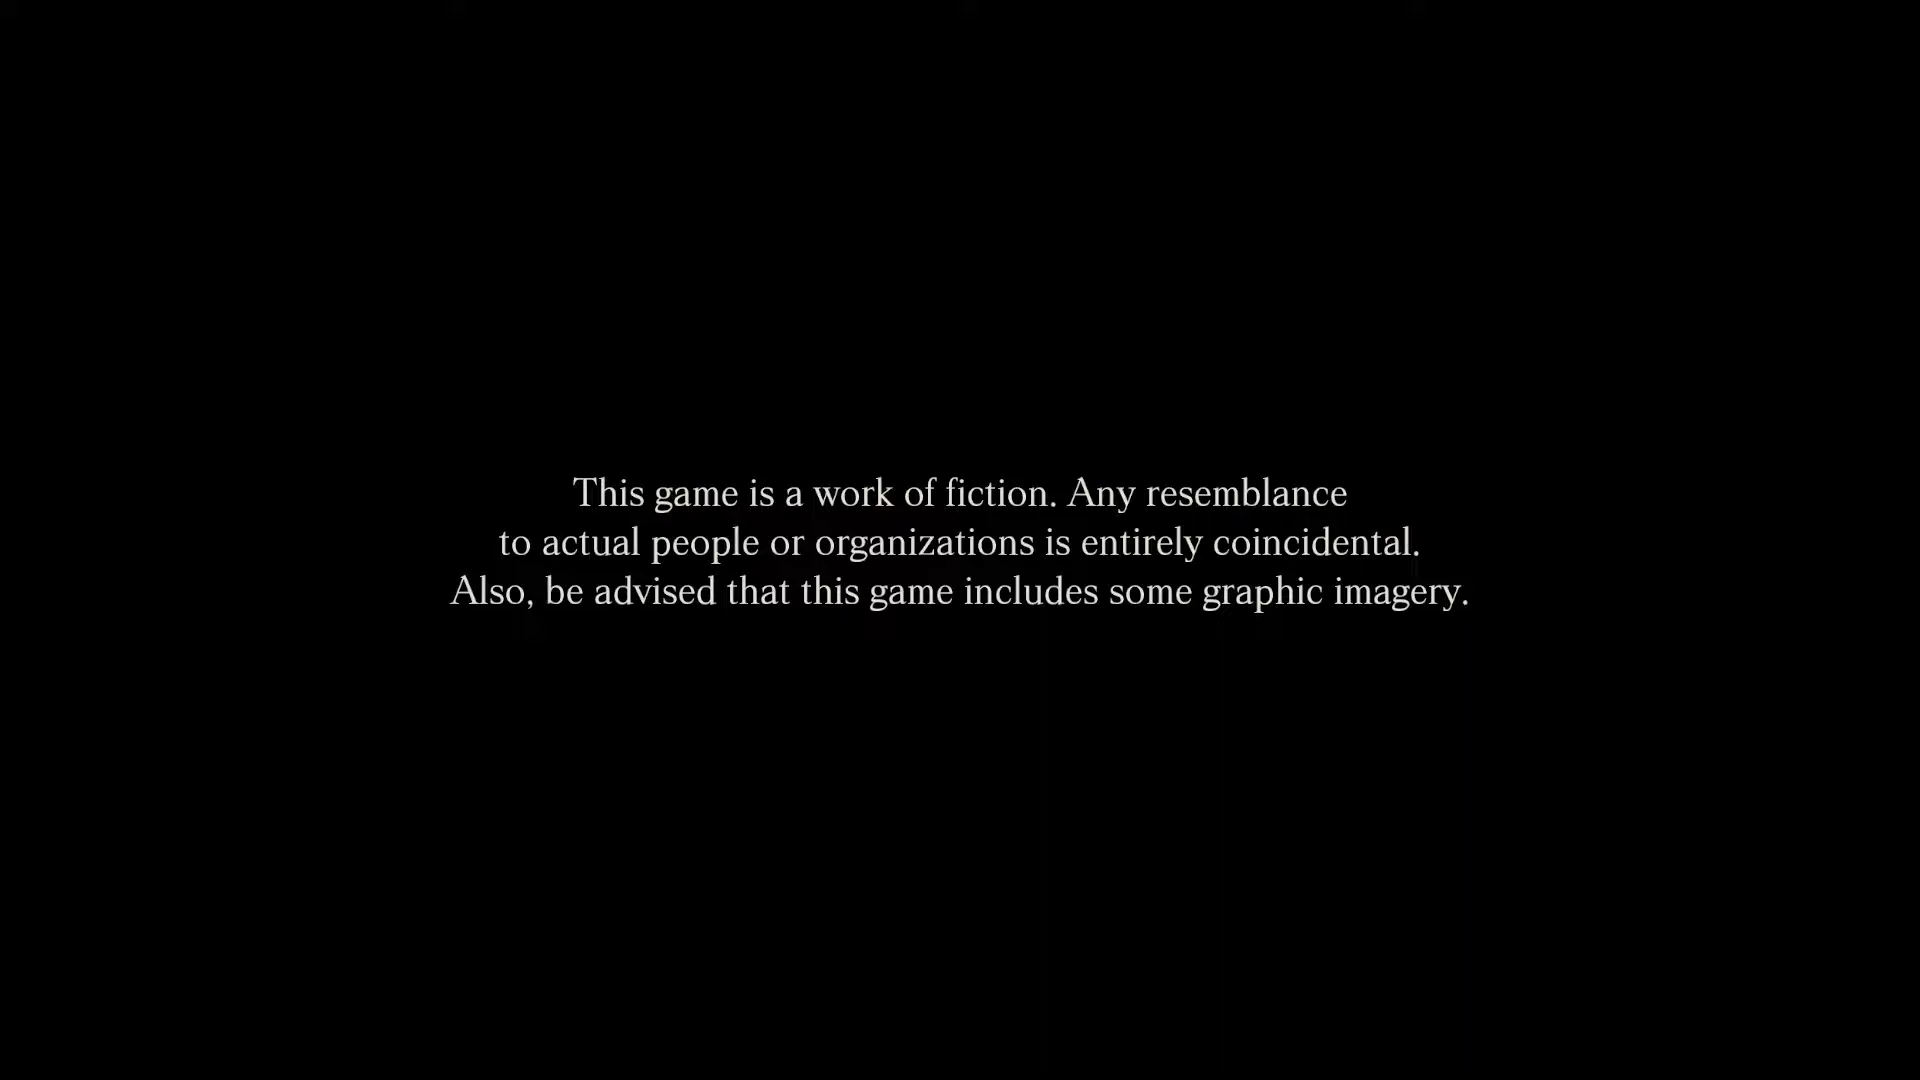 This game is a work of fiction. Any resemblance
to actual people or organizations is entirely coincidental.
Also, be advised that this game includes some graphic imagery.